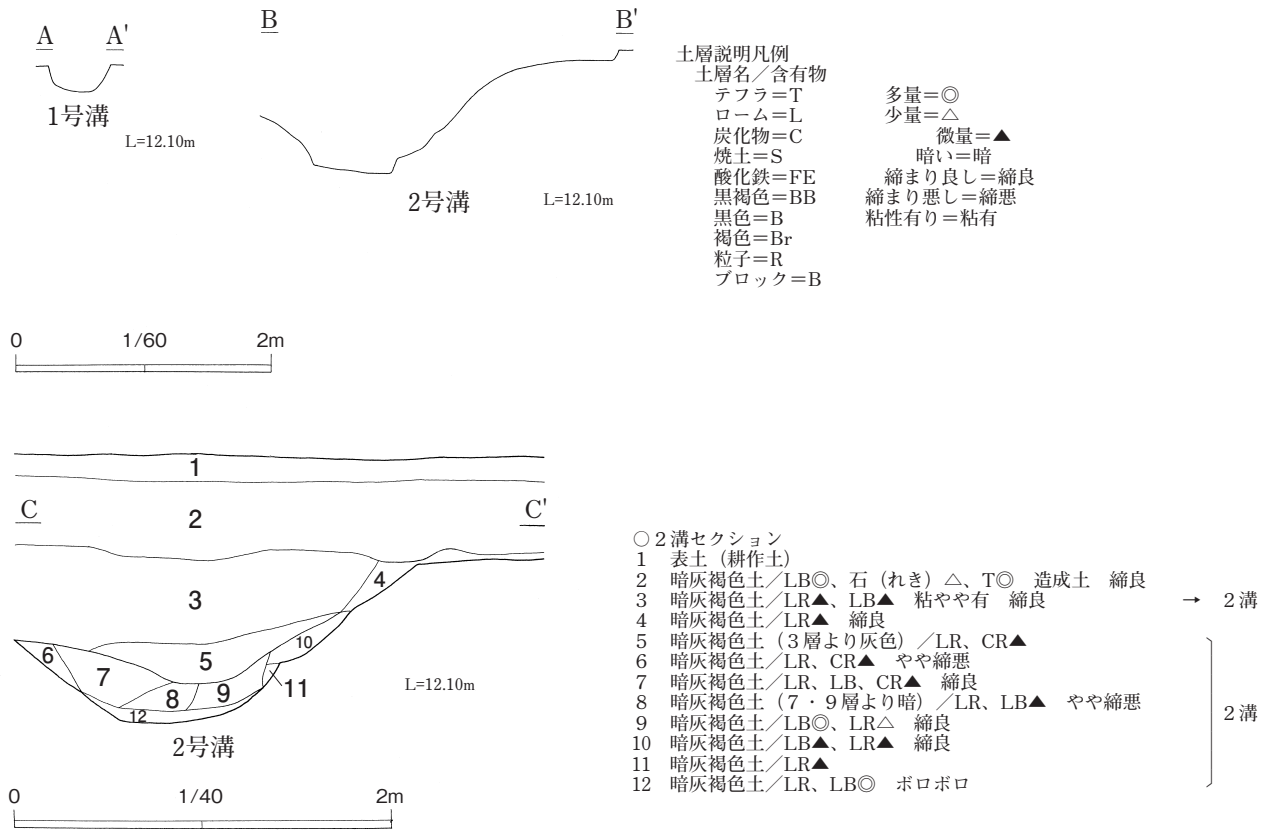 A A'
1号溝
L=12.10m
B B'
2号溝
L=12.10m
土層説明凡例
土層名／含有物
テフラ＝T 多量＝◎
ローム＝L 少量＝△
炭化物＝C 微量＝▲
焼土＝S 暗い＝暗
酸化鉄＝FE 締まり良し＝締良
黒褐色＝BB 締まり悪し＝締悪
黒色＝B 粘性有り＝粘有
褐色＝Br
粒子＝R
ブロック＝B
0 1/60 2m
1
C C'
2
3
4
10
5
6
7
8
9
11
12
L=12.10m
2号溝
0 1/40 2m
○2溝セクション
1 表土（耕作土）
2 暗灰褐色土／LB◎、石（れき）△、T◎ 造成土 締良
3 暗灰褐色土／LR▲、LB▲ 粘やや有 締良 → 2溝
4 暗灰褐色土／LR▲ 締良
5 暗灰褐色土（3層より灰色）／LR、CR▲
6 暗灰褐色土／LR、CR▲ やや締悪
7 暗灰褐色土／LR、LB、CR▲ 締良
8 暗灰褐色土（7・9層より暗）／LR、LB▲ やや締悪
9 暗灰褐色土／LB◎、LR△ 締良
10 暗灰褐色土／LB▲、LR▲ 締良
11 暗灰褐色土／LR▲
12 暗灰褐色土／LR、LB◎ ボロボロ
2溝